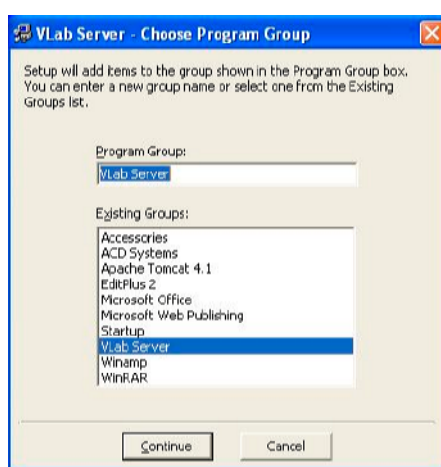 VLab Server - Choose Program Group
Setup will add items to the group shown in the Program Group box.
You can enter a new group name or select one from the Existing
Groups list.
Program Group:
VLab Server
Existing Groups:
Accessories
ACD Systems
Apache Tomcat 4.1
EditPlus 2
Microsoft Office
Microsoft Web Publishing
Startup
VLab Server
Winamp
WinRAR
Continue
Cancel